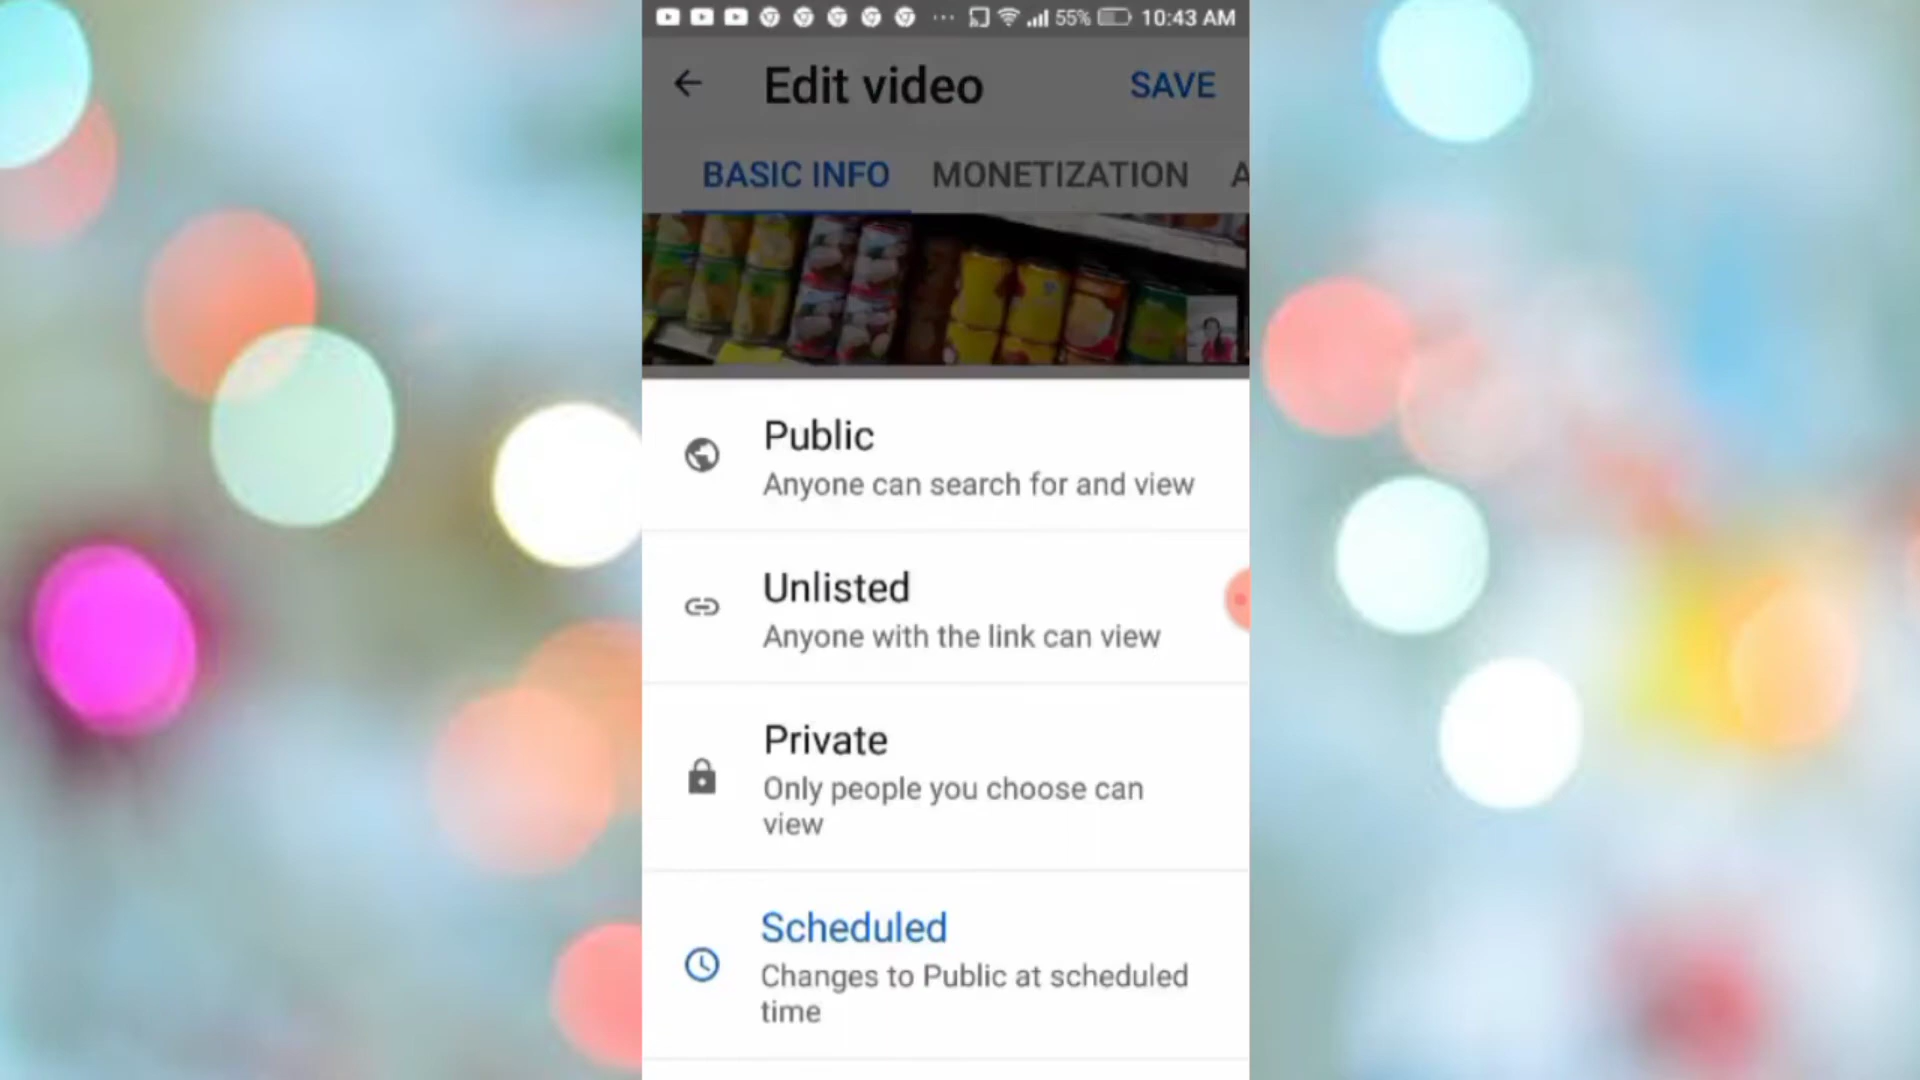 55% 10:43 AM
Edit video SAVE
BASIC INFO MONETIZATION A
Public
Anyone can search for and view
Unlisted
Anyone with the link can view
Private
Only people you choose can
view
Scheduled
Changes to Public at scheduled
time